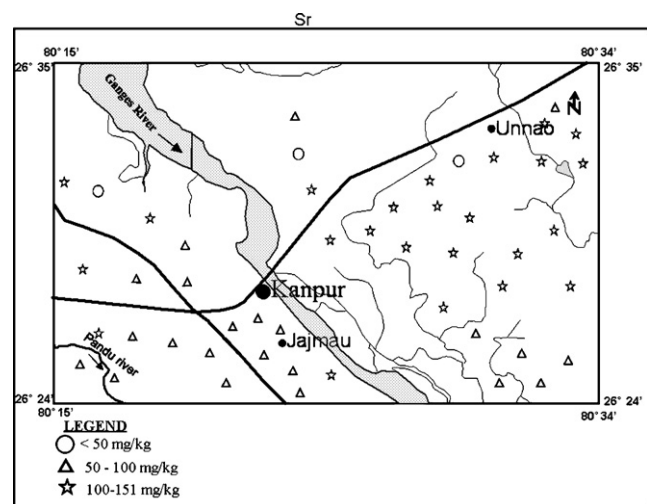 Sr
80° 15'
80° 34'
26° 35'
26° 35'
Ganges River
N
Unnao
Kanpur
Jajmau
Pandu river
26° 24'
26° 24'
80° 15'
80° 34'
LEGEND
< 50 mg/kg
50 - 100 mg/kg
100-151 mg/kg